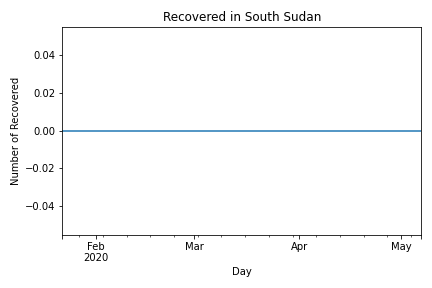 Recovered in South Sudan
0.04
0.02
0.00
−0.02
−0.04
Number of Recovered
Feb
2020
Mar
Apr
May
Day